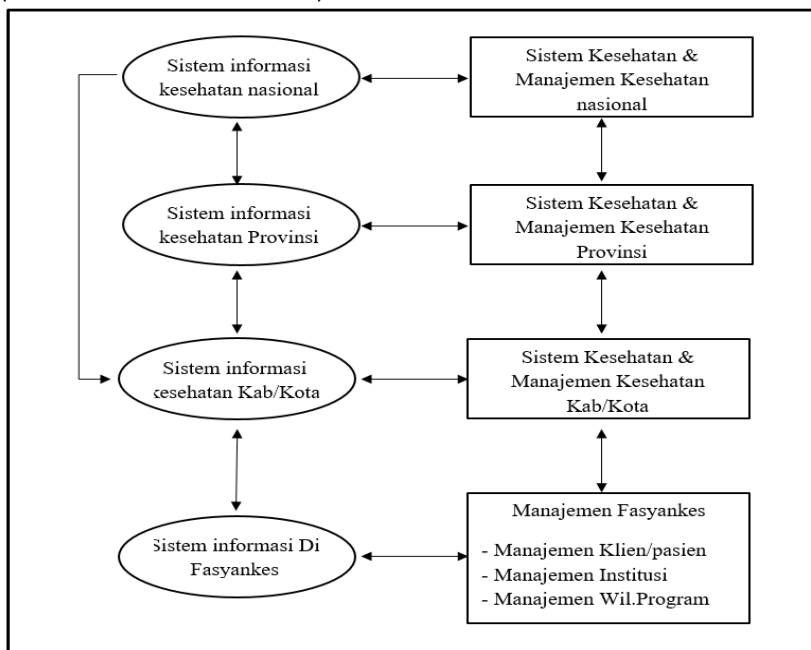 Sistem informasi
kesehatan nasional
Sistem Kesehatan &
Manajemen Kesehatan
nasional
Sistem informasi
kesehatan Provinsi
Sistem Kesehatan &
Manajemen Kesehatan
Provinsi
Sistem informasi
kesehatan Kab/Kota
Sistem Kesehatan &
Manajemen Kesehatan
Kab/Kota
Sistem informasi Di
Fasyankes
Manajemen Fasyankes
- Manajemen Klien/pasien
- Manajemen Institusi
- Manajemen Wil.Program